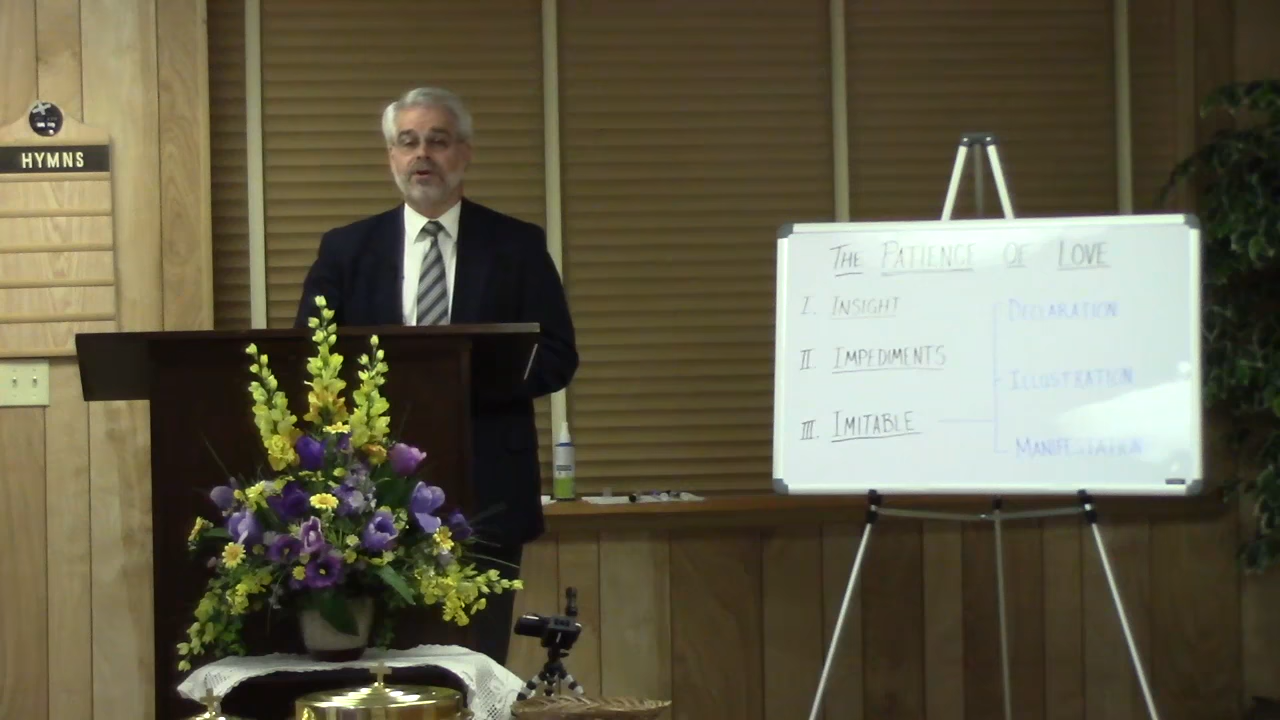 HYMNS
THE PATIENCE OF LOVE
I. INSIGHT
II. IMPEDIMENTS
III. IMITABLE
DECLARATION
ILLUSTRATION
MANIFESTATION